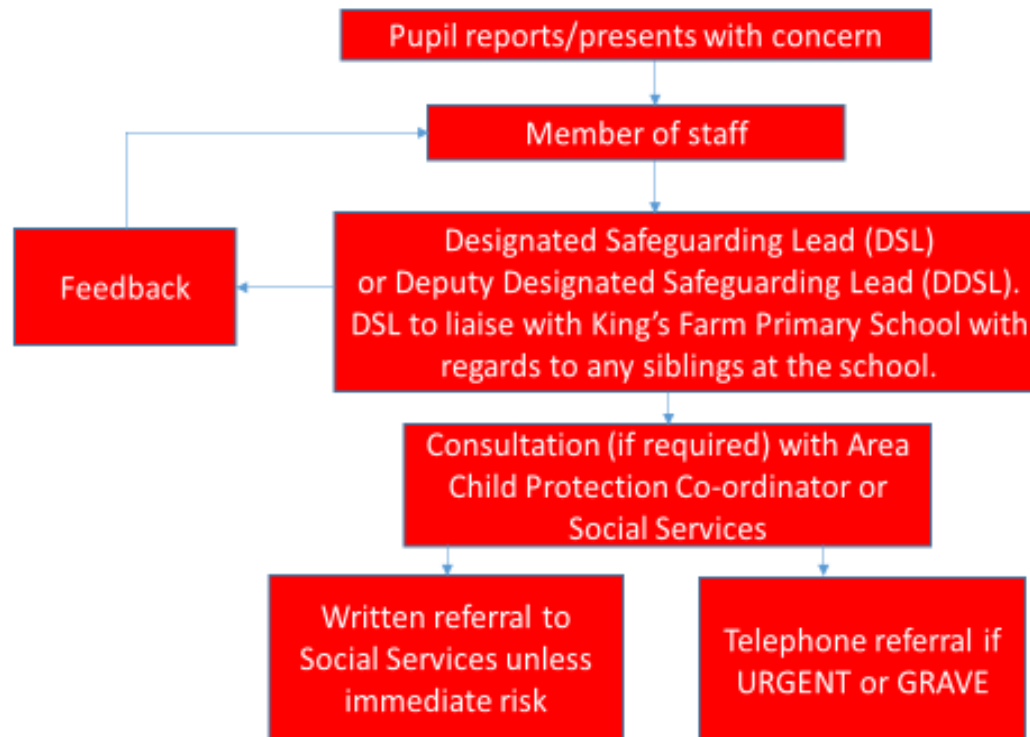 Pupil reports/presents with concern
Member of staff
Designated Safeguarding Lead (DSL)
or Deputy Designated Safeguarding Lead (DDSL).
DSL to liaise with King's Farm Primary School with
regards to any siblings at the school.
Feedback
Consultation (if required) with Area
Child Protection Co-ordinator or
Social Services
Written referral to
Social Services unless
immediate risk
Telephone referral if
URGENT or GRAVE